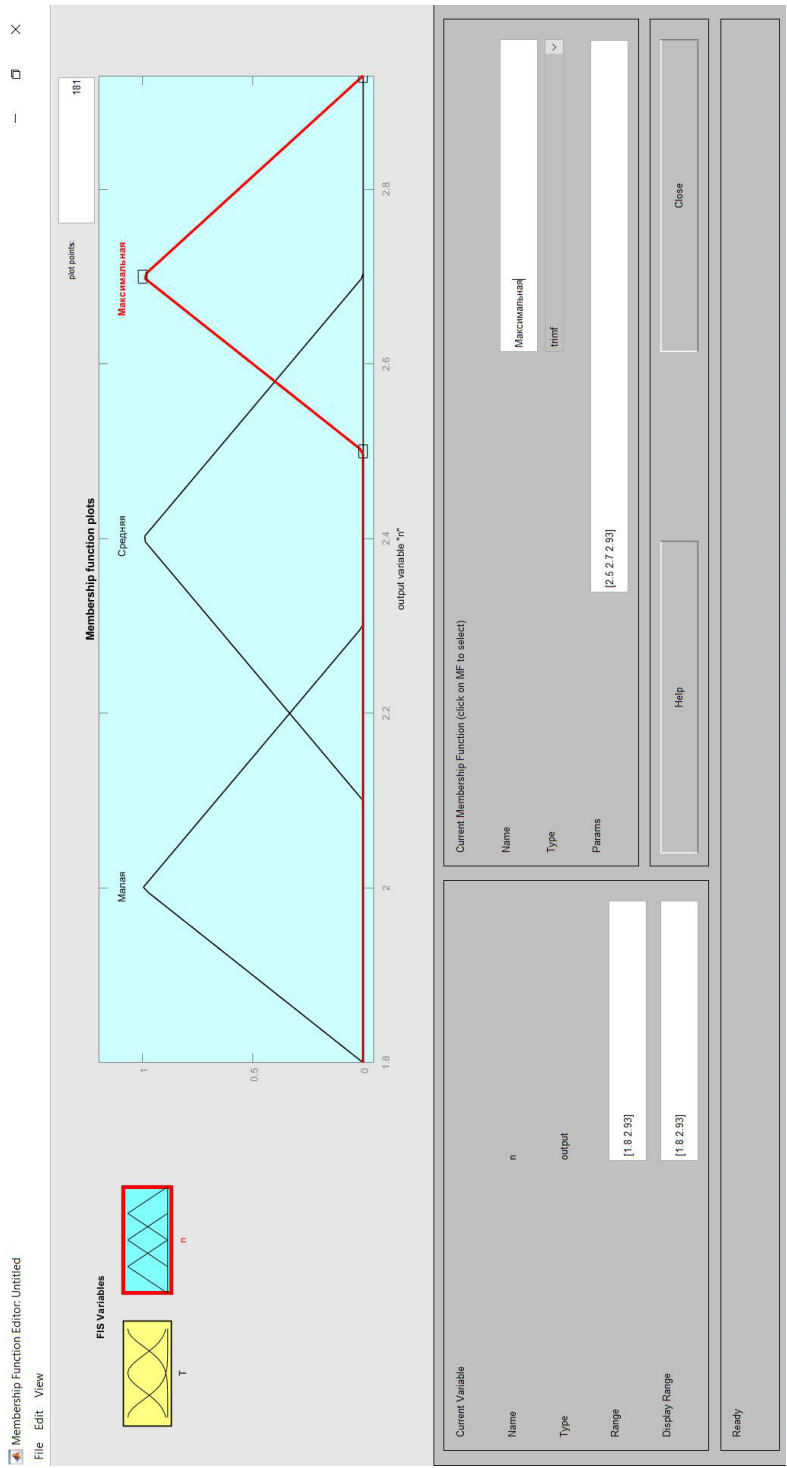 Membership Function Editor: Untitled
File Edit View
FIS Variables
T
n
Membership function plots
plot points:
181
Малая
Средняя
Максимальная
1
0.5
0
1.8
2
2.2
2.4
2.6
2.8
output variable "n"
Current Variable
Name
n
Type
output
Range
[1.8 2.93]
Display Range
[1.8 2.93]
Current Membership Function (click on MF to select)
Name
Максимальная
Type
trimf
Params
[2.5 2.7 2.93]
Help
Close
Ready